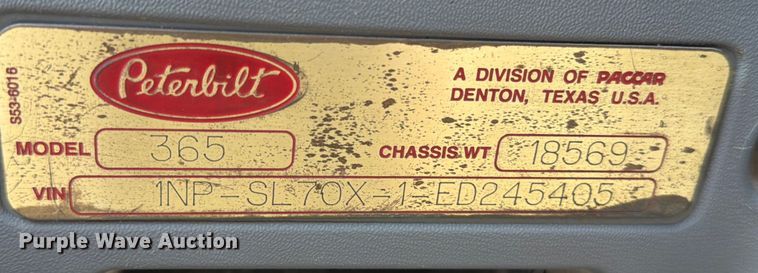 S53-6016
Peterbilt
A DIVISION OF PACCAR
DENTON, TEXAS U.S.A.
MODEL 365 CHASSIS WT 18569
VIN 1NP-SL70X-1-ED245405
Purple Wave Auction